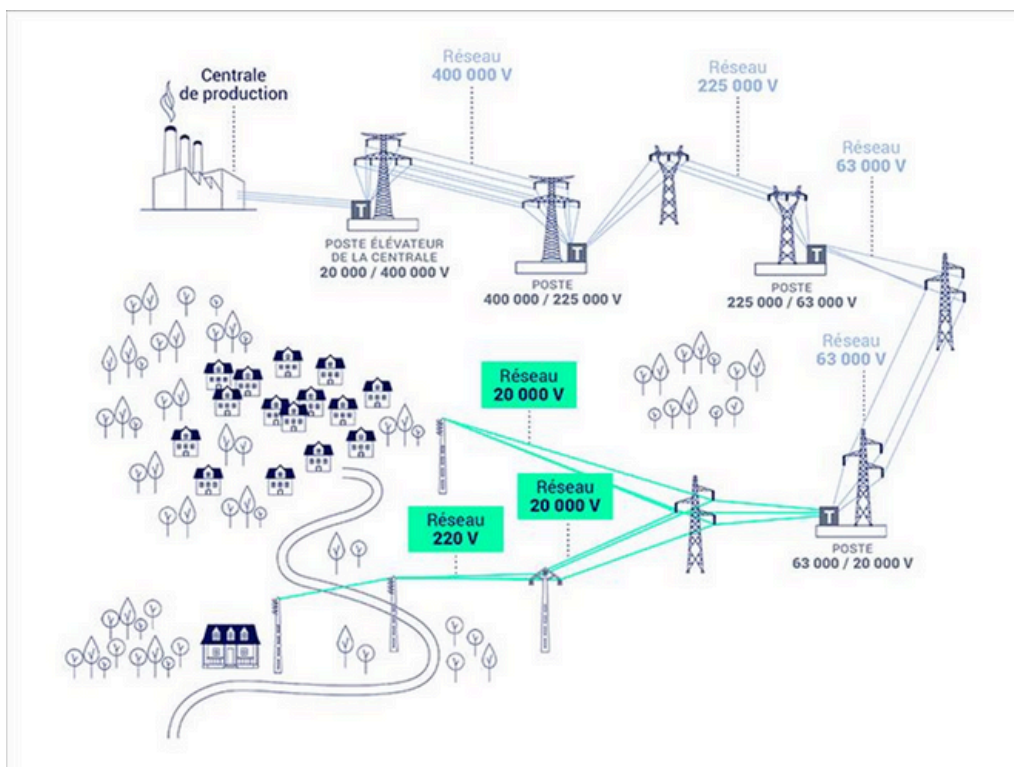 Centrale
de production
Réseau
400 000 V
Réseau
225 000 V
Réseau
63 000 V
T
POSTE ÉLÉVATEUR
DE LA CENTRALE
20 000 / 400 000 V
T
POSTE
400 000 / 225 000 V
T
POSTE
225 000 / 63 000 V
Réseau
63 000 V
Réseau
20 000 V
Réseau
20 000 V
Réseau
220 V
T
POSTE
63 000 / 20 000 V